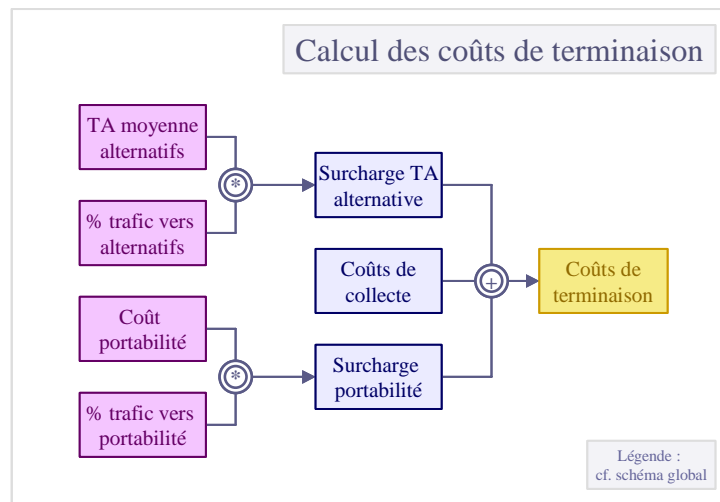 Calcul des coûts de terminaison
TA moyenne
alternatifs
*
% trafic vers
alternatifs
Surcharge TA
alternative
Coûts de
collecte
+
Coûts de
terminaison
Coût
portabilité
*
% trafic vers
portabilité
Surcharge
portabilité
Légende :
cf. schéma global